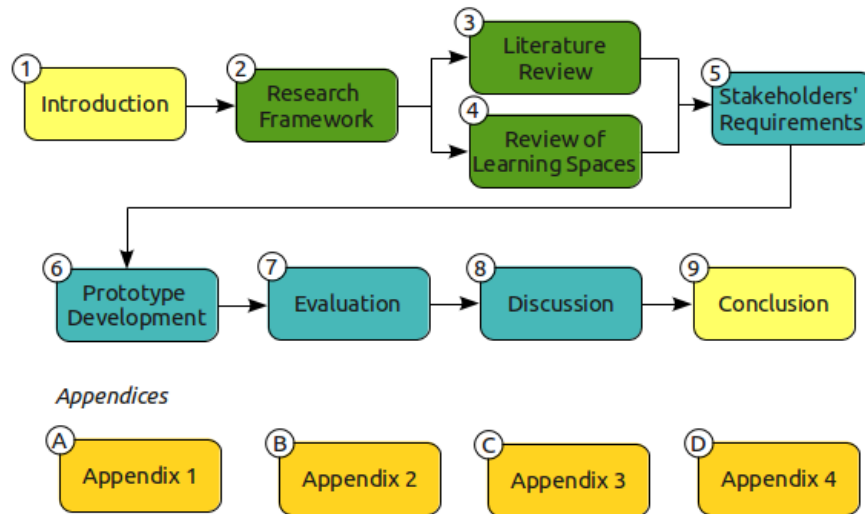 1
Introduction
2
Research
Framework
3
Literature
Review
4
Review of
Learning Spaces
5
Stakeholders'
Requirements
6
Prototype
Development
7
Evaluation
8
Discussion
9
Conclusion
Appendices
A
Appendix 1
B
Appendix 2
C
Appendix 3
D
Appendix 4